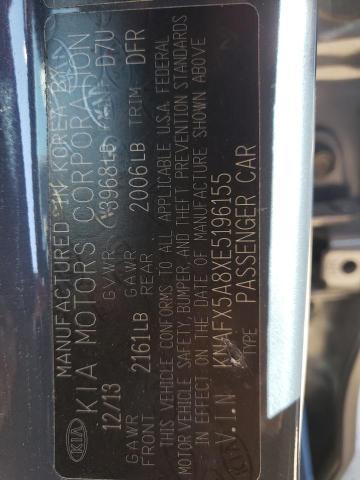 MANUFACTURED IN KOREA BY
KIA MOTORS CORPORATION
12/13 GVWR 3968LB D7U
GAWR FRONT 2161LB GAWR REAR 2006LB TRIM DFR
THIS VEHICLE CONFORMS TO ALL APPLICABLE U.S.A. FEDERAL
MOTOR VEHICLE SAFETY, BUMPER, AND THEFT PREVENTION STANDARDS
IN EFFECT ON THE DATE OF MANUFACTURE SHOWN ABOVE
V.I.N KNAFX5A8XE5196155
TYPE PASSENGER CAR
KIA